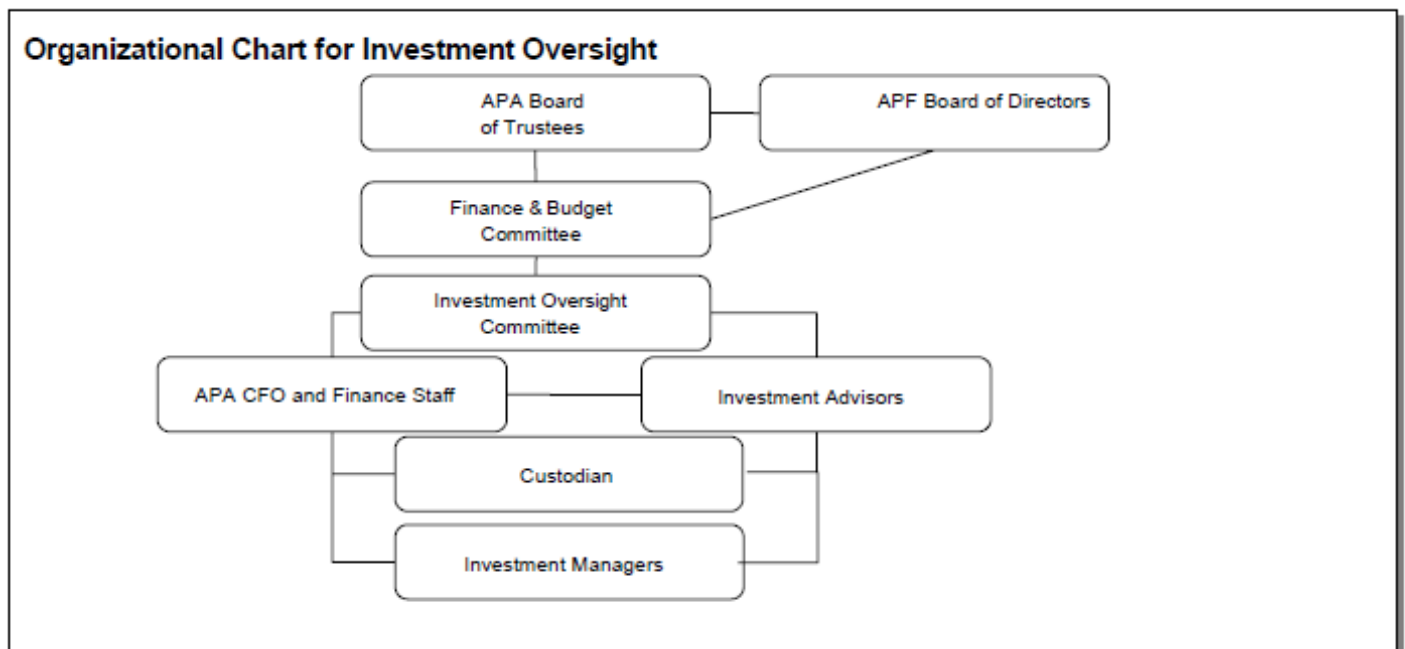 Organizational Chart for Investment Oversight
APA Board
of Trustees
APF Board of Directors
Finance & Budget
Committee
Investment Oversight
Committee
APA CFO and Finance Staff
Investment Advisors
Custodian
Investment Managers